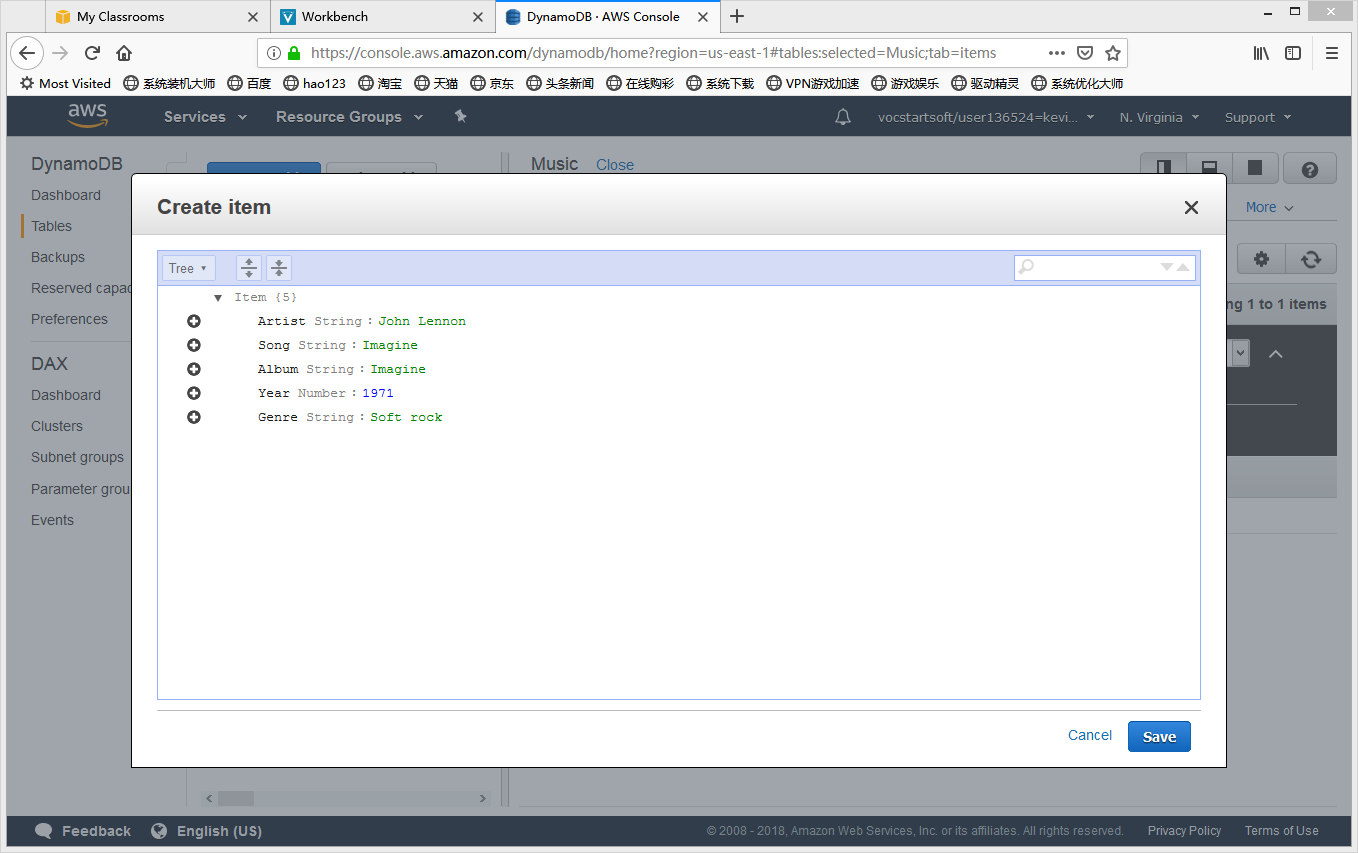 My Classrooms
Workbench
DynamoDB · AWS Console
https://console.aws.amazon.com/dynamodb/home?region=us-east-1#tables:selected=Music;tab=items
Most Visited 系统装机大师 百度 hao123 淘宝 天猫 京东 头条新闻 在线购彩 系统下载 VPN游戏加速 游戏娱乐 驱动精灵 系统优化大师
aws Services Resource Groups vocstartsoft/user136524=kevi... N. Virginia Support
DynamoDB
Dashboard
Tables
Backups
Reserved capac
Preferences
DAX
Dashboard
Clusters
Subnet groups
Parameter grou
Events
Music Close
More
ng 1 to 1 items
Create item
Tree
Item {5}
Artist String : John Lennon
Song String : Imagine
Album String : Imagine
Year Number : 1971
Genre String : Soft rock
Cancel Save
Feedback English (US) © 2008 - 2018, Amazon Web Services, Inc. or its affiliates. All rights reserved. Privacy Policy Terms of Use